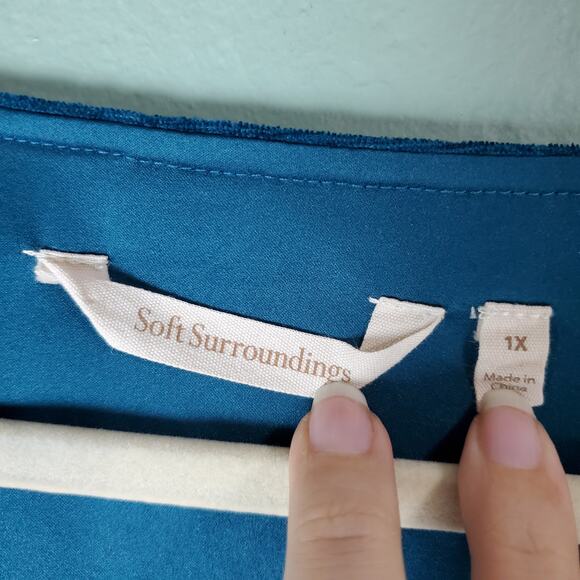 Soft Surroundings
1X
Made in
China